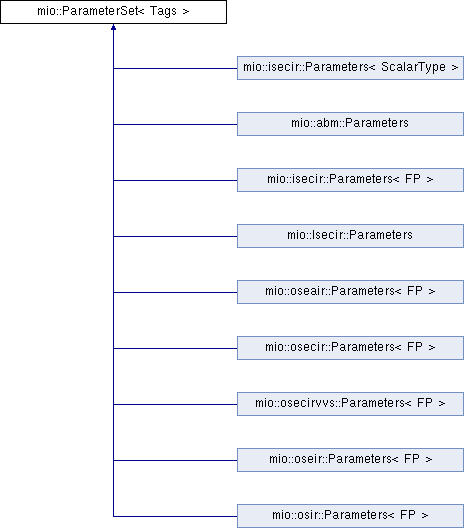 mio::ParameterSet< Tags >
mio::isecir::Parameters< ScalarType >
mio::abm::Parameters
mio::isecir::Parameters< FP >
mio::lsecir::Parameters
mio::oseair::Parameters< FP >
mio::osecir::Parameters< FP >
mio::osecirvvs::Parameters< FP >
mio::oseir::Parameters< FP >
mio::osir::Parameters< FP >